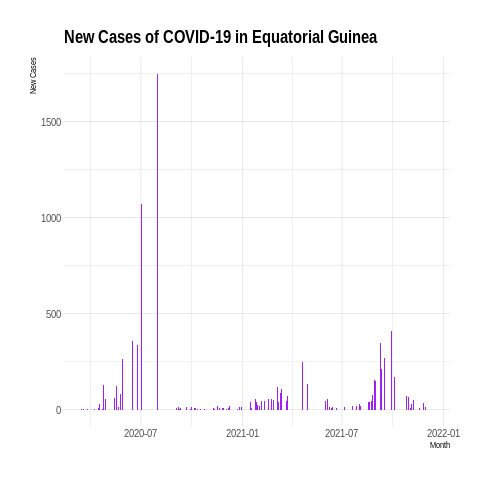 New Cases of COVID-19 in Equatorial Guinea
New Cases
1500
1000
500
0
2020-07
2021-01
2021-07
2022-01
Month